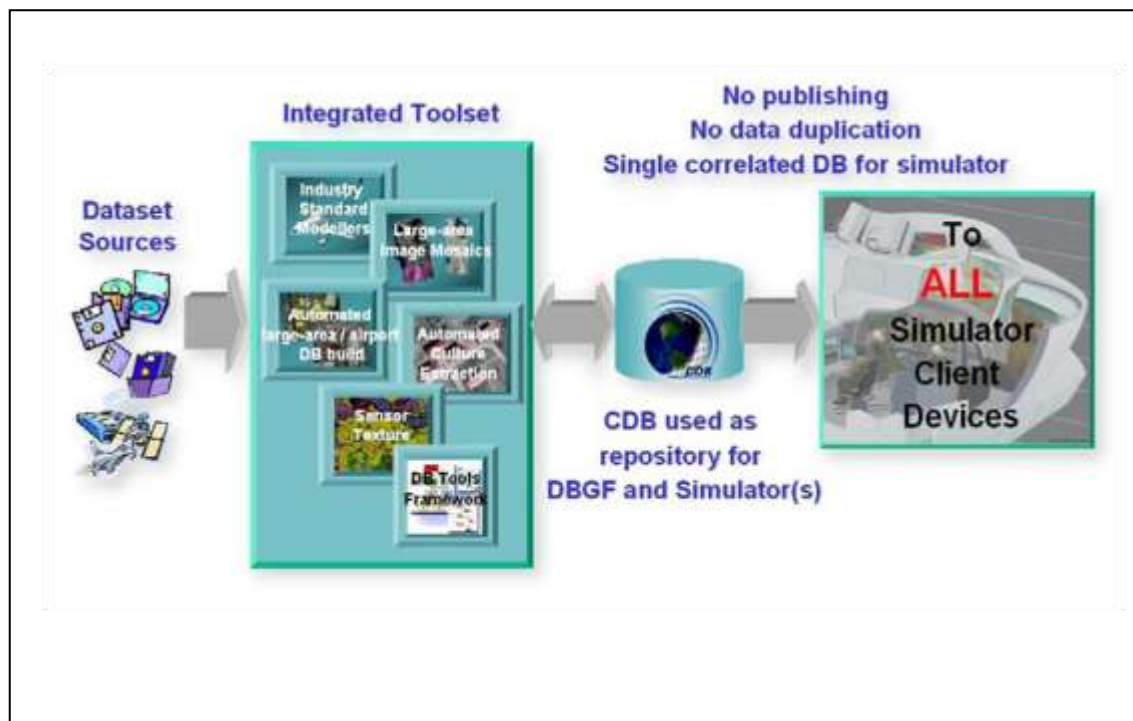 Dataset
Sources
Integrated Toolset
Industry
Standard
Modellers
Large-area
Image Mosaics
Automated
large-area / airport
DB build
Automated
Culture
Extraction
Sensor
Texture
DB Tools
Framework
No publishing
No data duplication
Single correlated DB for simulator
CDB
CDB used as
repository for
DBGF and Simulator(s)
To
ALL
Simulator
Client
Devices